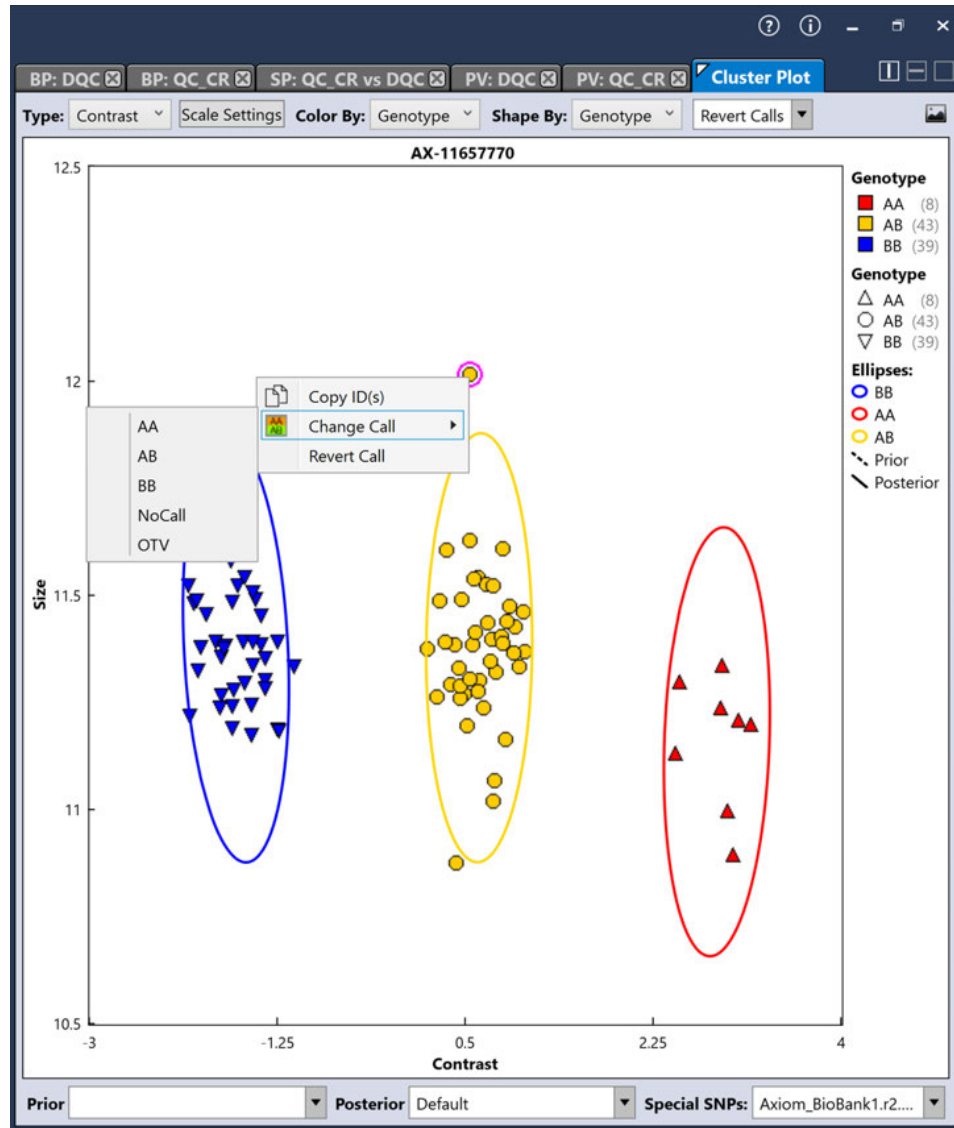 BP: DQC BP: QC_CR SP: QC_CR vs DQC PV: DQC PV: QC_CR Cluster Plot
Type: Contrast Scale Settings Color By: Genotype Shape By: Genotype Revert Calls
AX-11657770
12.5
12
11.5
11
10.5
Size
-3 -1.25 0.5 2.25 4
Contrast
Copy ID(s)
Change Call
Revert Call
AA
AB
BB
NoCall
OTV
Genotype
AA (8)
AB (43)
BB (39)
Genotype
AA (8)
AB (43)
BB (39)
Ellipses:
BB
AA
AB
Prior
Posterior
Prior Posterior Default Special SNPs: Axiom_BioBank1.r2....